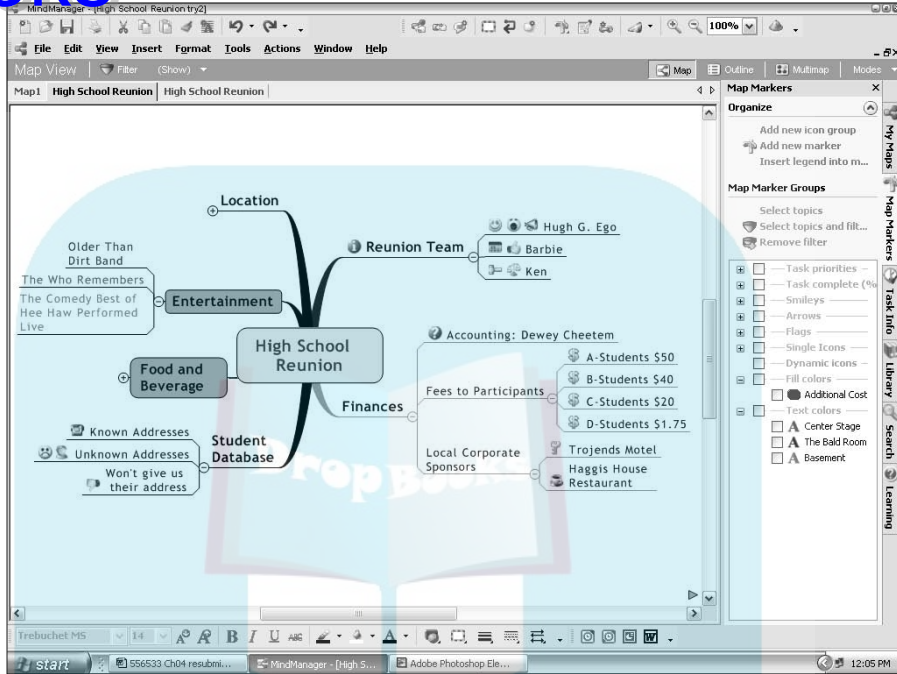 MindManager - [High School Reunion try2]
100%
File Edit View Insert Format Tools Actions Window Help
Map View Filter (Show)
Map Outline Multimap Modes
Map1 High School Reunion High School Reunion
Location
Older Than
Dirt Band
The Who Remembers
The Comedy Best of
Hee Haw Performed
Live
Entertainment
Food and
Beverage
Known Addresses
Unknown Addresses
Won't give us
their address
Student
Database
High School
Reunion
Reunion Team
Hugh G. Ego
Barbie
Ken
Finances
Accounting: Dewey Cheetem
Fees to Participants
A-Students $50
B-Students $40
C-Students $20
D-Students $1.75
Local Corporate
Sponsors
Trojends Motel
Haggis House
Restaurant
DropBooks
Map Markers
Organize
Add new icon group
Add new marker
Insert legend into m...
Map Marker Groups
Select topics
Select topics and filt...
Remove filter
Task priorities
Task complete (%
Smileys
Arrows
Flags
Single Icons
Dynamic icons
Fill colors
Additional Cost
Text colors
Center Stage
The Bald Room
Basement
My Maps
Map Markers
Task Info
Library
Search
Learning
Trebuchet MS 14 B I U ABC A W
start 556533 Ch04 resubmi... MindManager - [High S... Adobe Photoshop Ele... 12:05 PM